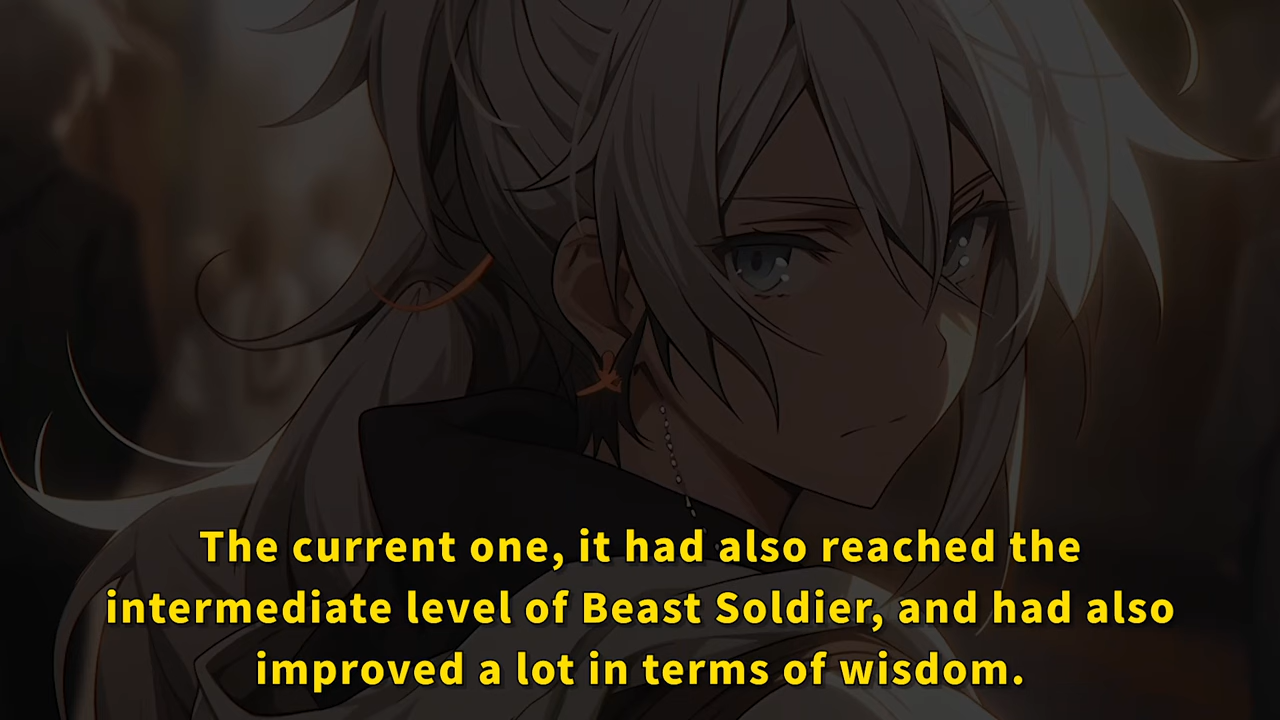 The current one, it had also reached the
intermediate level of Beast Soldier, and had also
improved a lot in terms of wisdom.